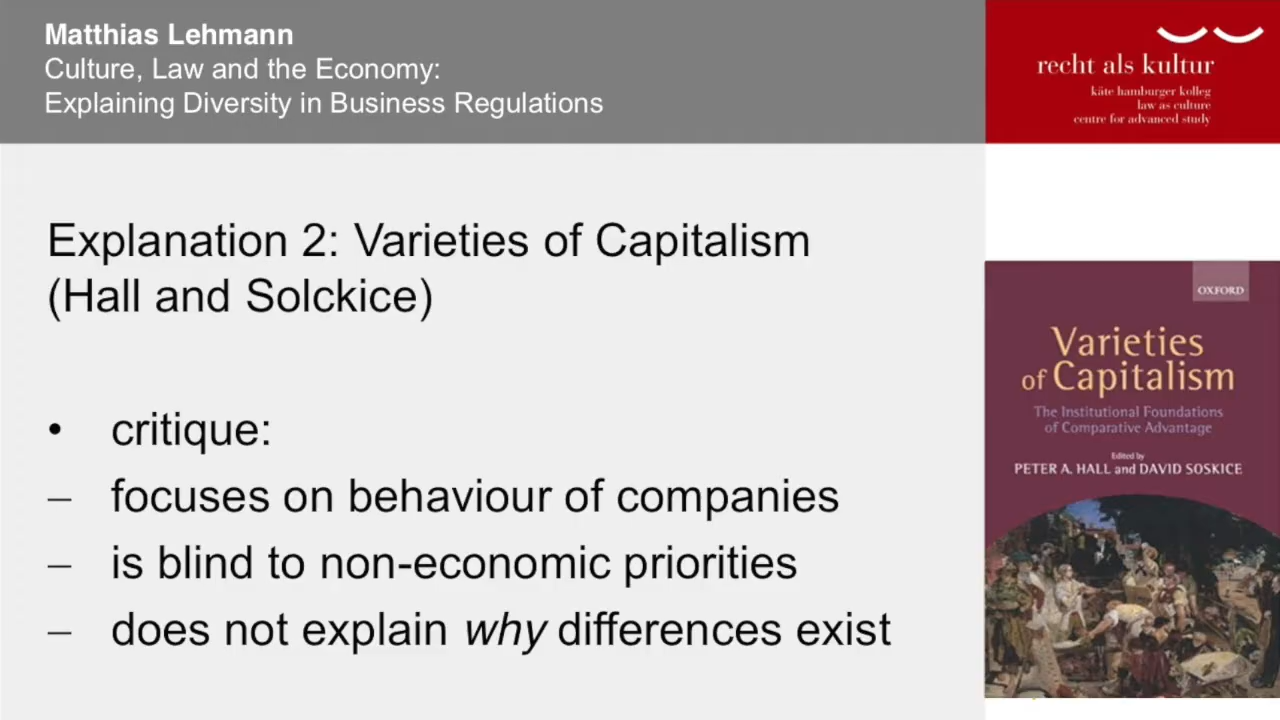 Matthias Lehmann
Culture, Law and the Economy:
Explaining Diversity in Business Regulations
recht als kultur
käte hamburger kolleg
law as culture
centre for advanced study
Explanation 2: Varieties of Capitalism
(Hall and Solckice)
• critique:
– focuses on behaviour of companies
– is blind to non-economic priorities
– does not explain why differences exist
OXFORD
Varieties
of Capitalism
The Institutional Foundations
of Comparative Advantage
Edited by
PETER A. HALL and DAVID SOSKICE